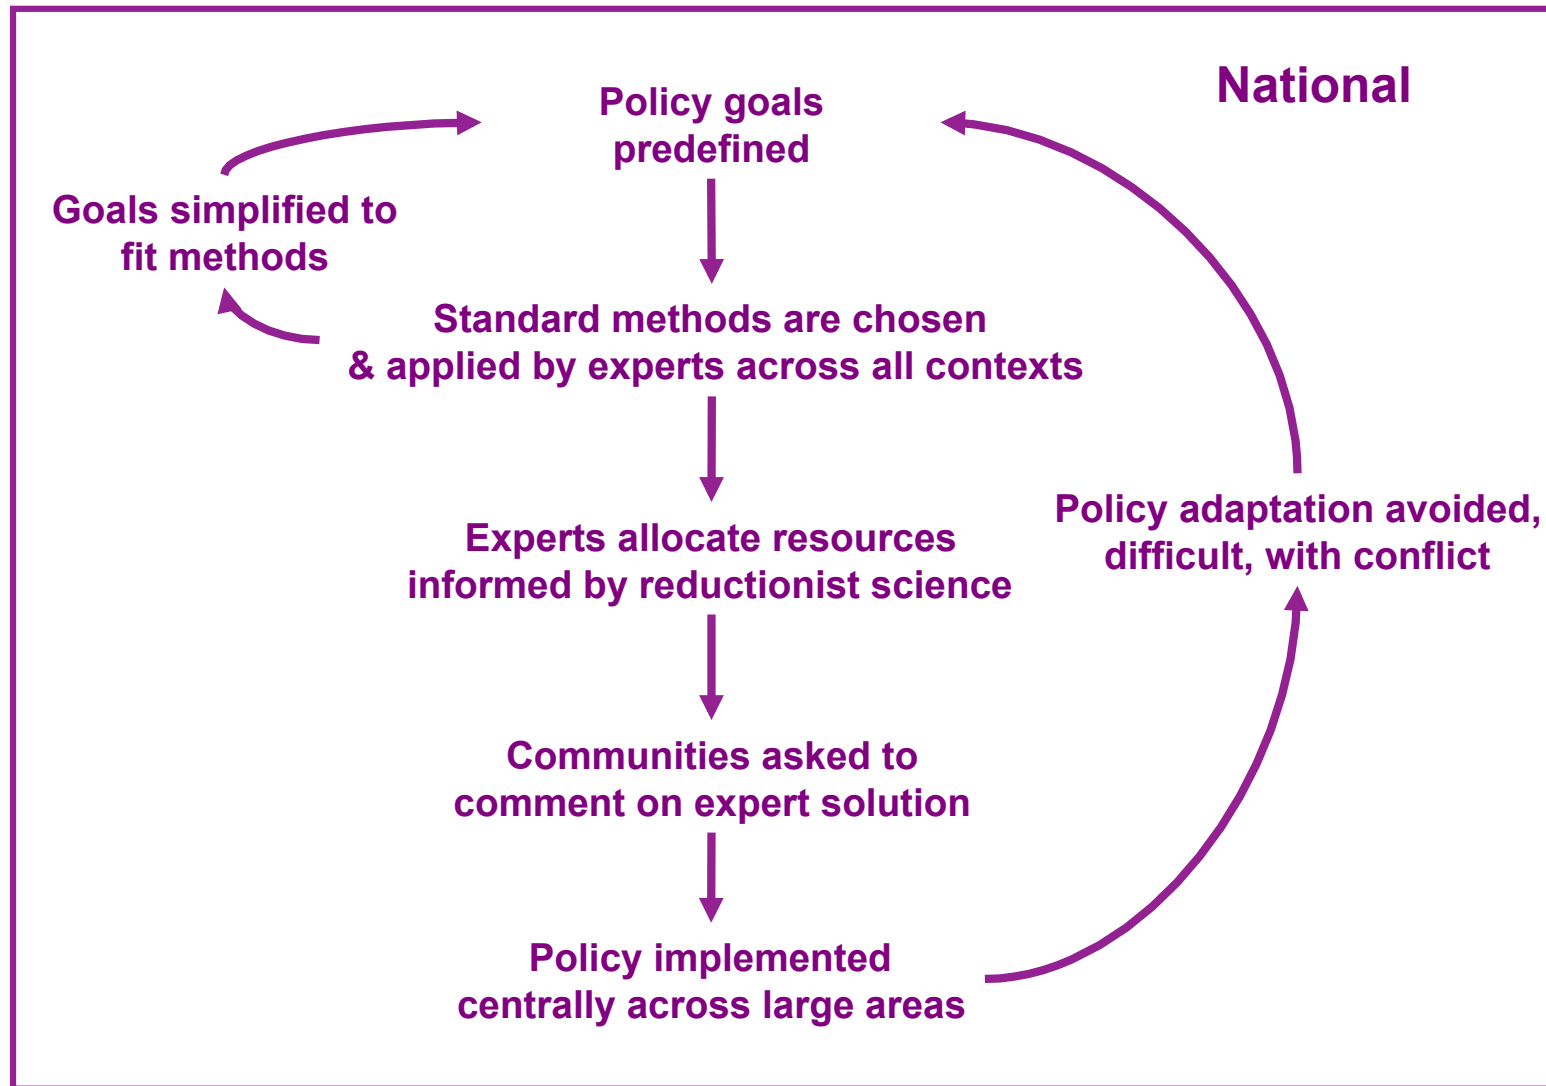 National
Policy goals
predefined
Goals simplified to
fit methods
Standard methods are chosen
& applied by experts across all contexts
Experts allocate resources
informed by reductionist science
Policy adaptation avoided,
difficult, with conflict
Communities asked to
comment on expert solution
Policy implemented
centrally across large areas